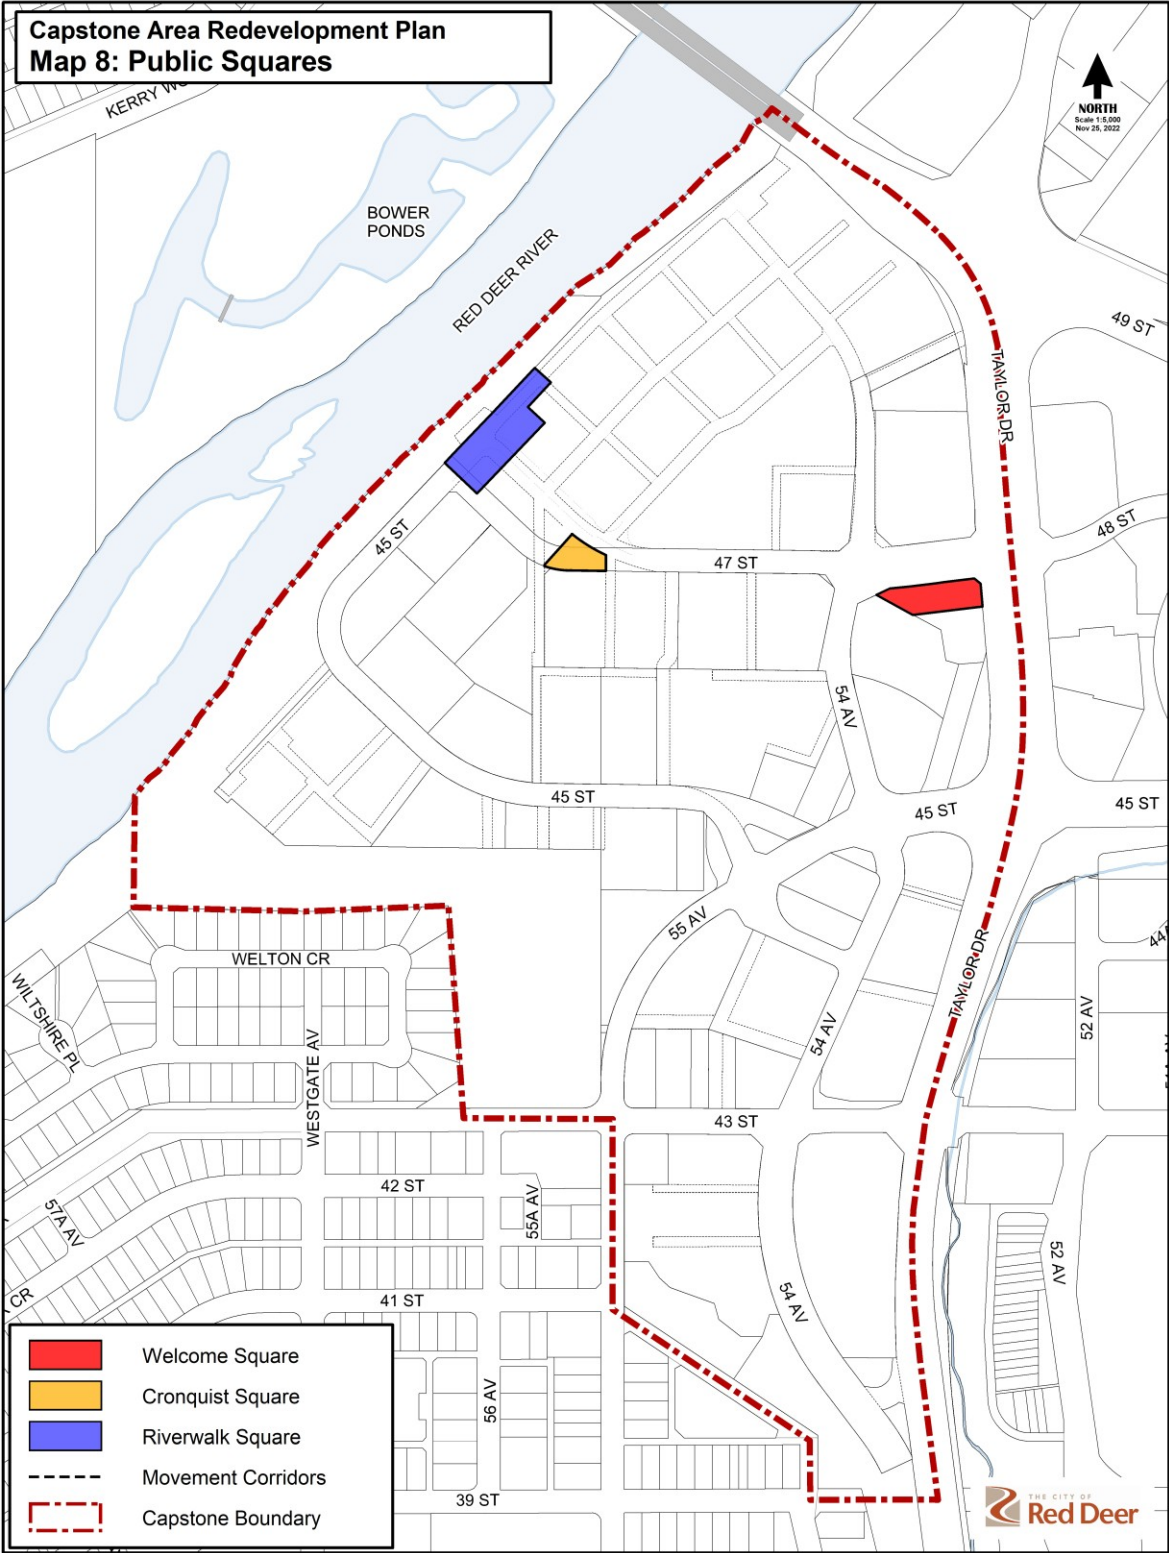 Capstone Area Redevelopment Plan
Map 8: Public Squares
NORTH
Scale 1:5,000
Nov 25, 2022
KERRY
BOWER
PONDS
RED DEER RIVER
49 ST
TAYLOR DR
45 ST
48 ST
47 ST
54 AV
45 ST
45 ST
45 ST
55 AV
WELTON CR
TAYLOR DR
WILTSHIRE PL
52 AV
54 AV
WESTGATE AV
43 ST
42 ST
57A AV
55A AV
52 AV
CR
41 ST
54 AV
56 AV
39 ST
Welcome Square
Cronquist Square
Riverwalk Square
Movement Corridors
Capstone Boundary
THE CITY OF
Red Deer